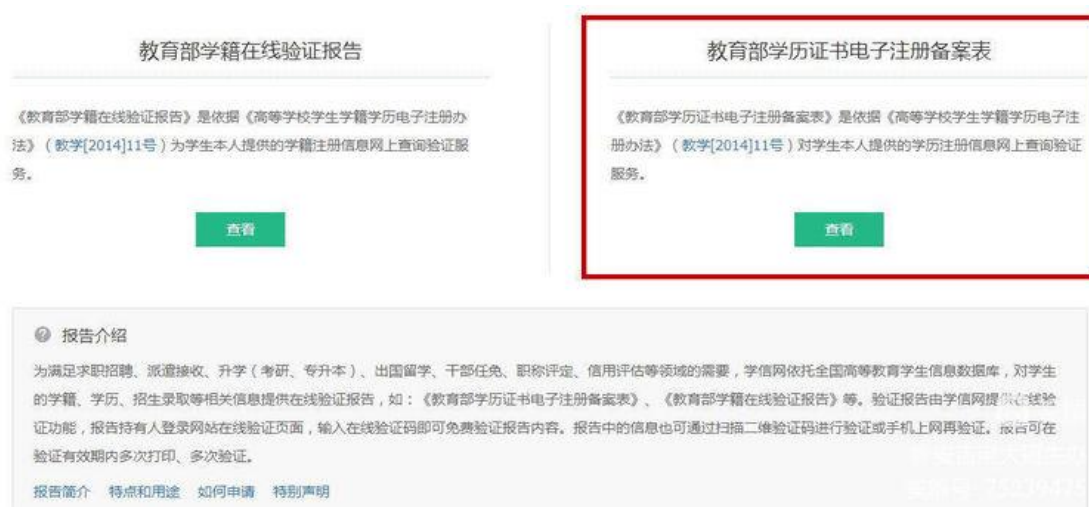 教育部学籍在线验证报告
《教育部学籍在线验证报告》是依据《高等学校学生学籍学历电子注册办
法》（教学[2014]11号）为学生本人提供的学籍注册信息网上查询验证服
务。
查看
教育部学历证书电子注册备案表
《教育部学历证书电子注册备案表》是依据《高等学校学生学籍学历电子注
册办法》（教学[2014]11号）对学生本人提供的学历注册信息网上查询验证
服务。
查看
报告介绍
为满足求职招聘、派遣接收、升学（考研、专升本）、出国留学、干部任免、职称评定、信用评估等领域的需要，学信网依托全国高等教育学生信息数据库，对学生
的学籍、学历、招生录取等相关信息提供在线验证报告，如：《教育部学历证书电子注册备案表》、《教育部学籍在线验证报告》等。验证报告由学信网提供在线验
证功能，报告持有人登录网站在线验证页面，输入在线验证码即可免费验证报告内容。报告中的信息也可通过扫描二维验证码进行验证或手机上网再验证。报告可在
验证有效期内多次打印、多次验证。
报告简介 特点和用途 如何申请 特别声明